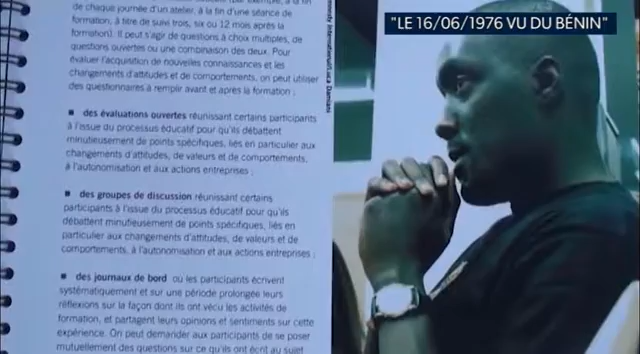 "LE 16/06/1976 VU DU BÉNIN"
de chaque journée d'un atelier, à la fin d'une séance de
formation, à titre de suivi trois, six ou 12 mois après la
formation). Il peut s'agir de questions à choix multiples, de
questions ouvertes ou une combinaison des deux. Pour
évaluer l'acquisition de nouvelles connaissances et les
changements d'attitudes et de comportements, on peut utiliser
des questionnaires à remplir avant et après la formation ;
■ des évaluations ouvertes réunissant certains participants
à l'issue du processus éducatif pour qu'ils débattent
minutieusement de points spécifiques, liés en particulier aux
changements d'attitudes, de valeurs et de comportements,
à l'autonomisation et aux actions entreprises ;
■ des groupes de discussion réunissant certains
participants à l'issue du processus éducatif pour qu'ils
débattent minutieusement de points spécifiques, liés en
particulier aux changements d'attitudes, de valeurs et de
comportements, à l'autonomisation et aux actions entreprises ;
■ des journaux de bord où les participants écrivent
systématiquement et sur une période prolongée leurs
réflexions sur la façon dont ils ont vécu les activités de
formation, et partagent leurs opinions et sentiments sur cette
expérience. On peut demander aux participants de se poser
mutuellement des questions sur ce qu'ils ont écrit au sujet
International/Luca Damiani